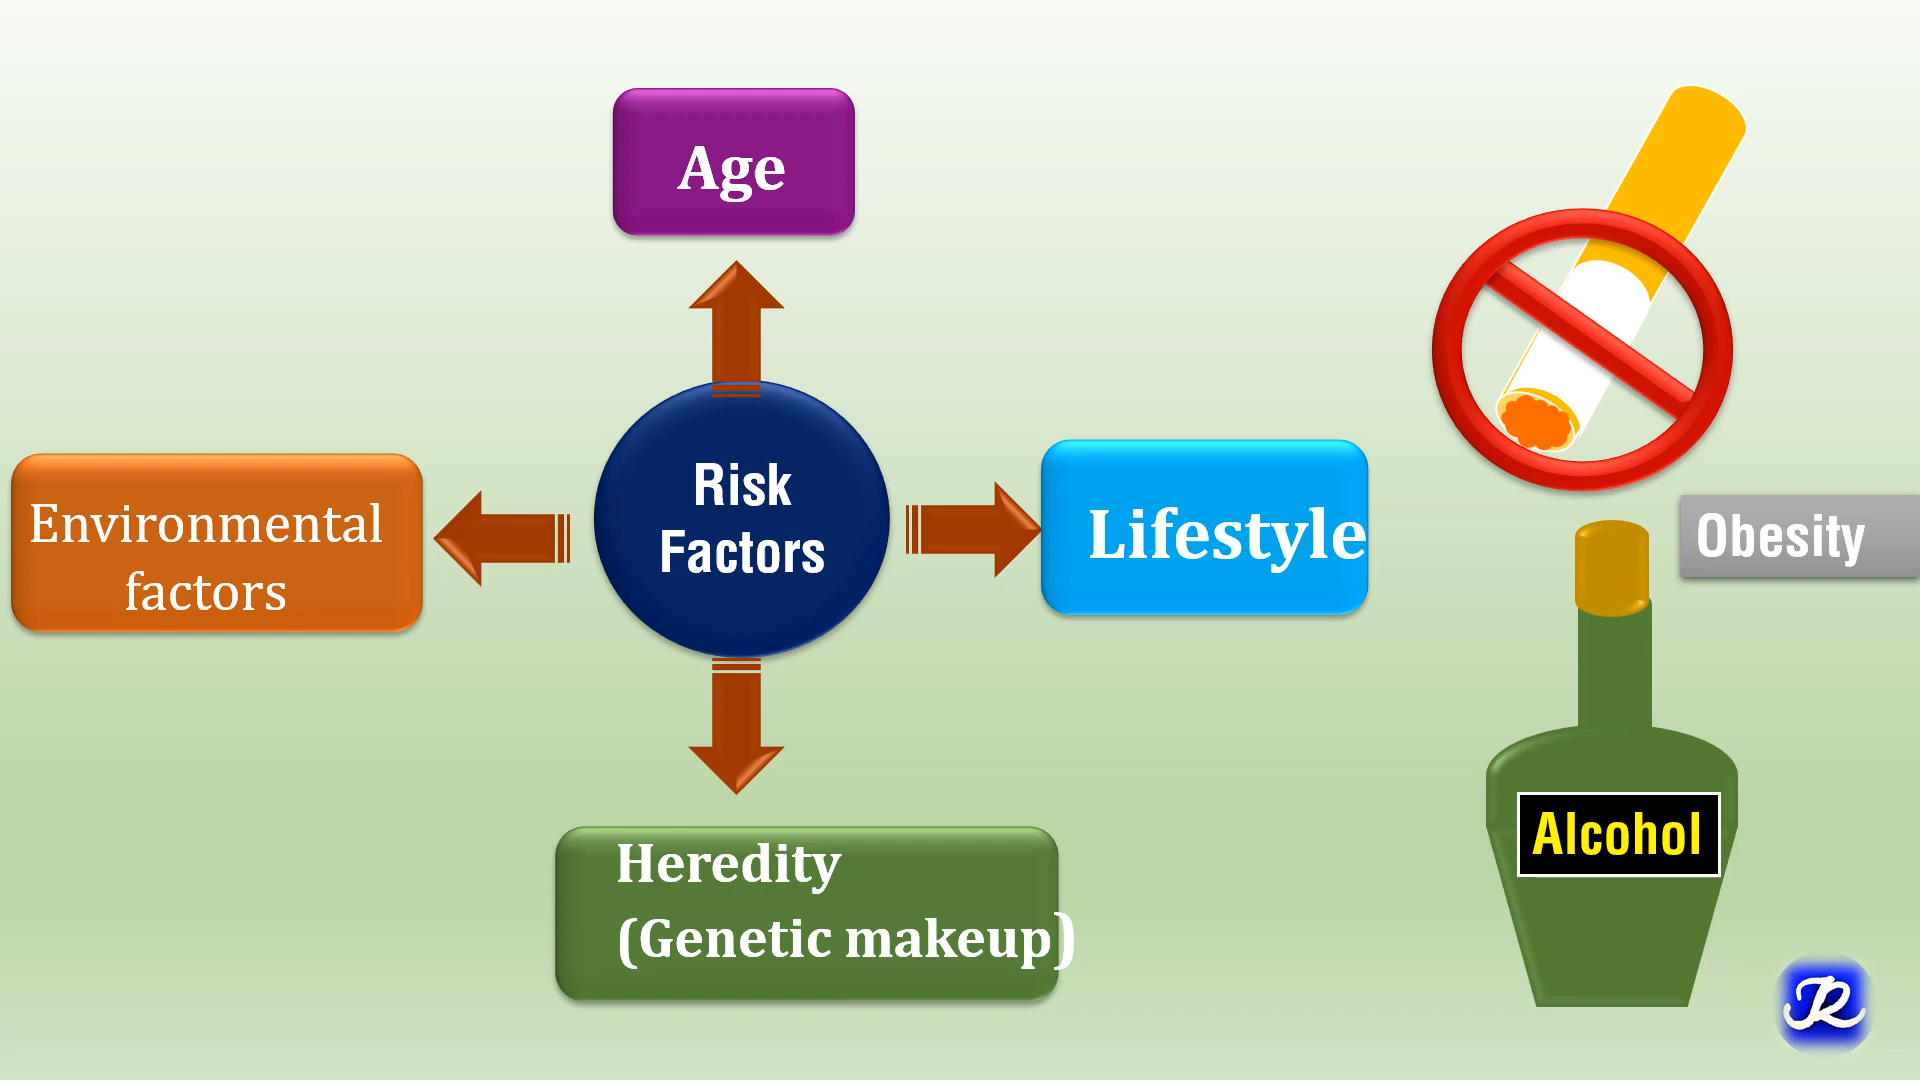 Age
Risk
Factors
Environmental
factors
Lifestyle
Obesity
Heredity
(Genetic makeup)
Alcohol
R